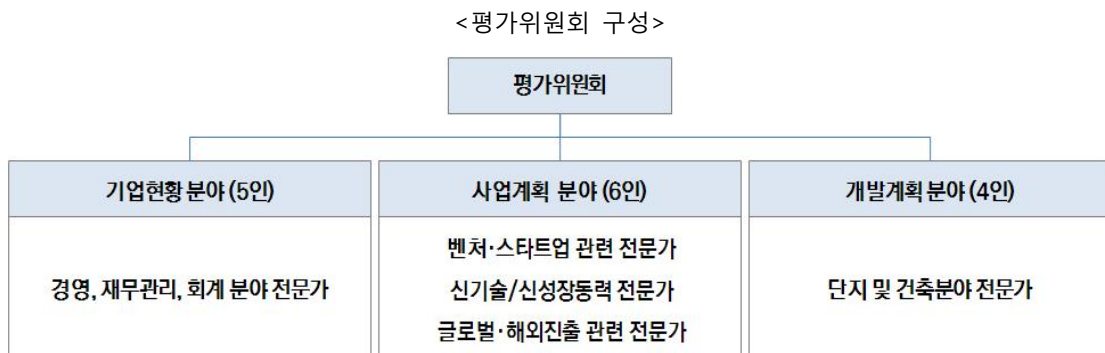 <평가위원회 구성>
평가위원회
기업현황 분야 (5인)
경영, 재무관리, 회계 분야 전문가
사업계획 분야 (6인)
벤처·스타트업 관련 전문가
신기술/신성장동력 전문가
글로벌·해외진출 관련 전문가
개발계획 분야 (4인)
단지 및 건축분야 전문가